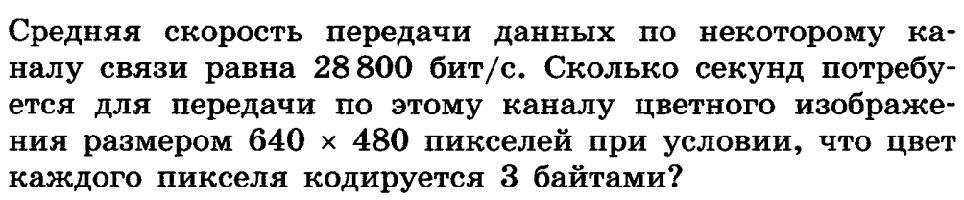 Средняя скорость передачи данных по некоторому ка-
налу связи равна 28 800 бит/с. Сколько секунд потребу-
ется для передачи по этому каналу цветного изображе-
ния размером 640 × 480 пикселей при условии, что цвет
каждого пикселя кодируется 3 байтами?